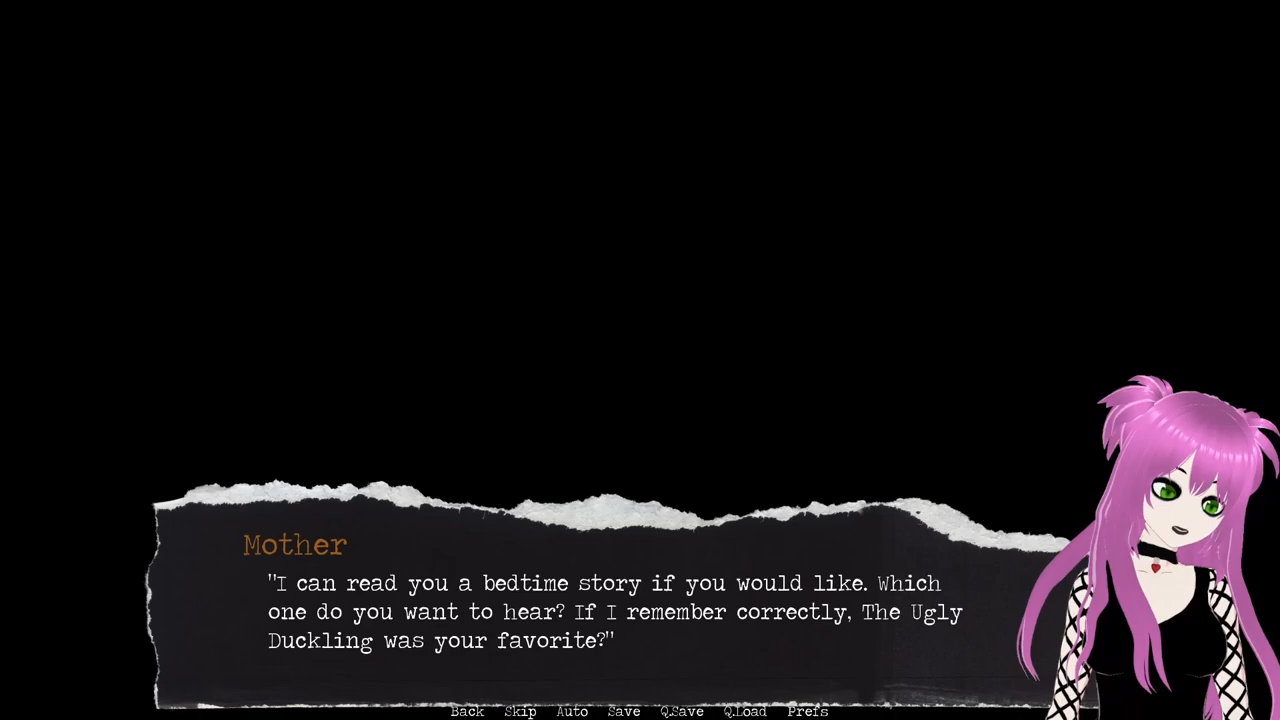 Mother
"I can read you a bedtime story if you would like. Which
one do you want to hear? If I remember correctly, The Ugly
Duckling was your favorite?"
Back Skip Auto Save Q.Save Q.Load Prefs